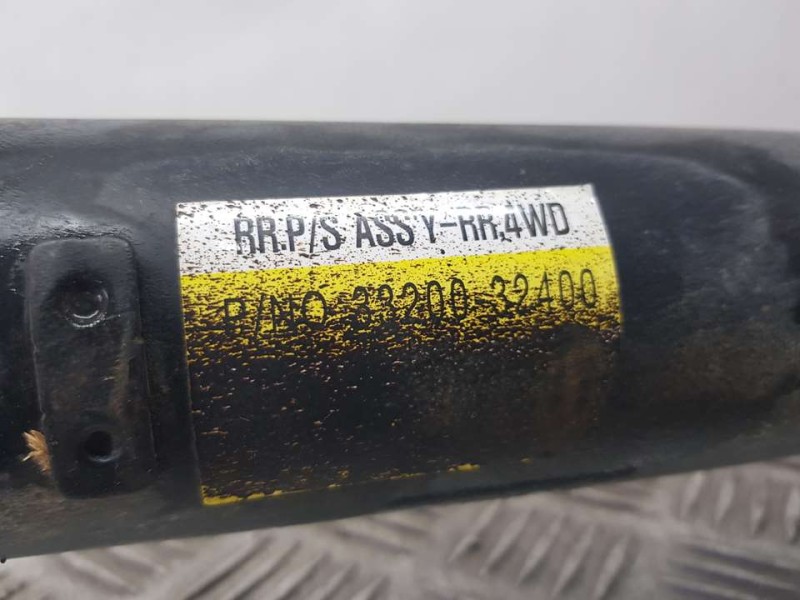 RR.P/S ASS'Y-RR,4WD
P/NO 33200-32400